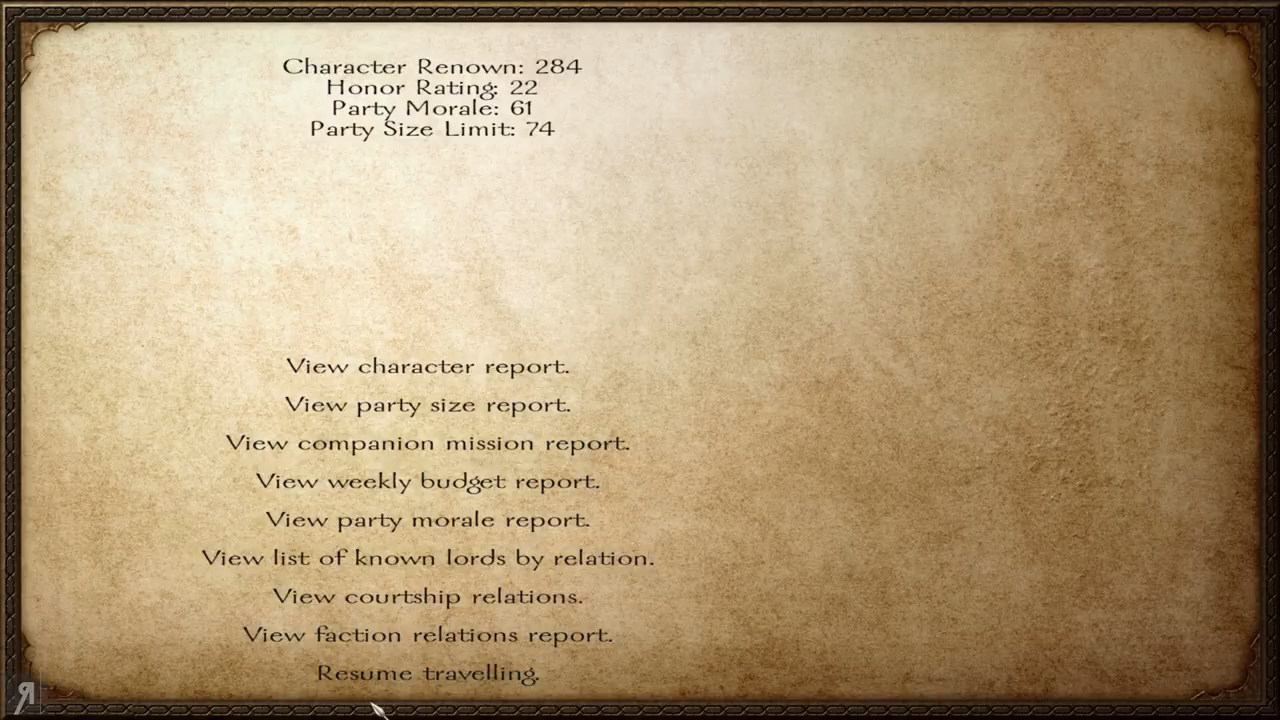 Character Renown: 284
Honor Rating: 22
Party Morale: 61
Party Size Limit: 74
View character report.
View party size report.
View companion mission report.
View weekly budget report.
View party morale report.
View list of known lords by relation.
View courtship relations.
View faction relations report.
Resume travelling.